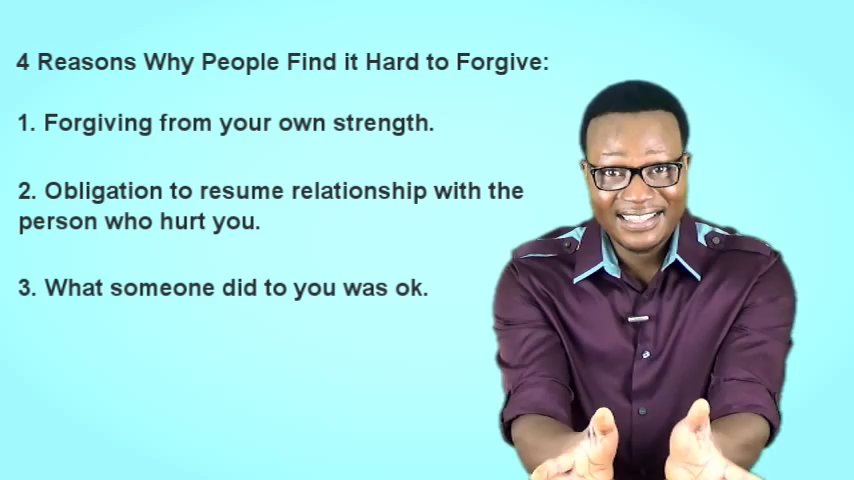 4 Reasons Why People Find it Hard to Forgive:
1. Forgiving from your own strength.
2. Obligation to resume relationship with the
person who hurt you.
3. What someone did to you was ok.